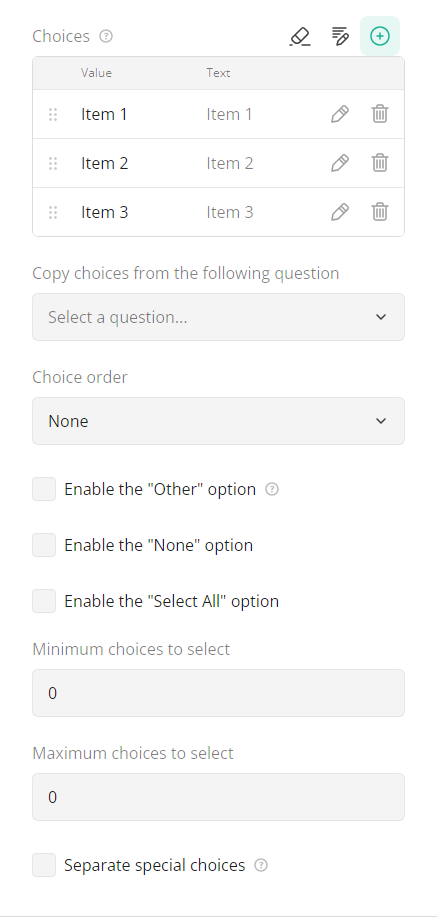 Choices
Value Text
Item 1 Item 1
Item 2 Item 2
Item 3 Item 3
Copy choices from the following question
Select a question...
Choice order
None
Enable the "Other" option
Enable the "None" option
Enable the "Select All" option
Minimum choices to select
0
Maximum choices to select
0
Separate special choices